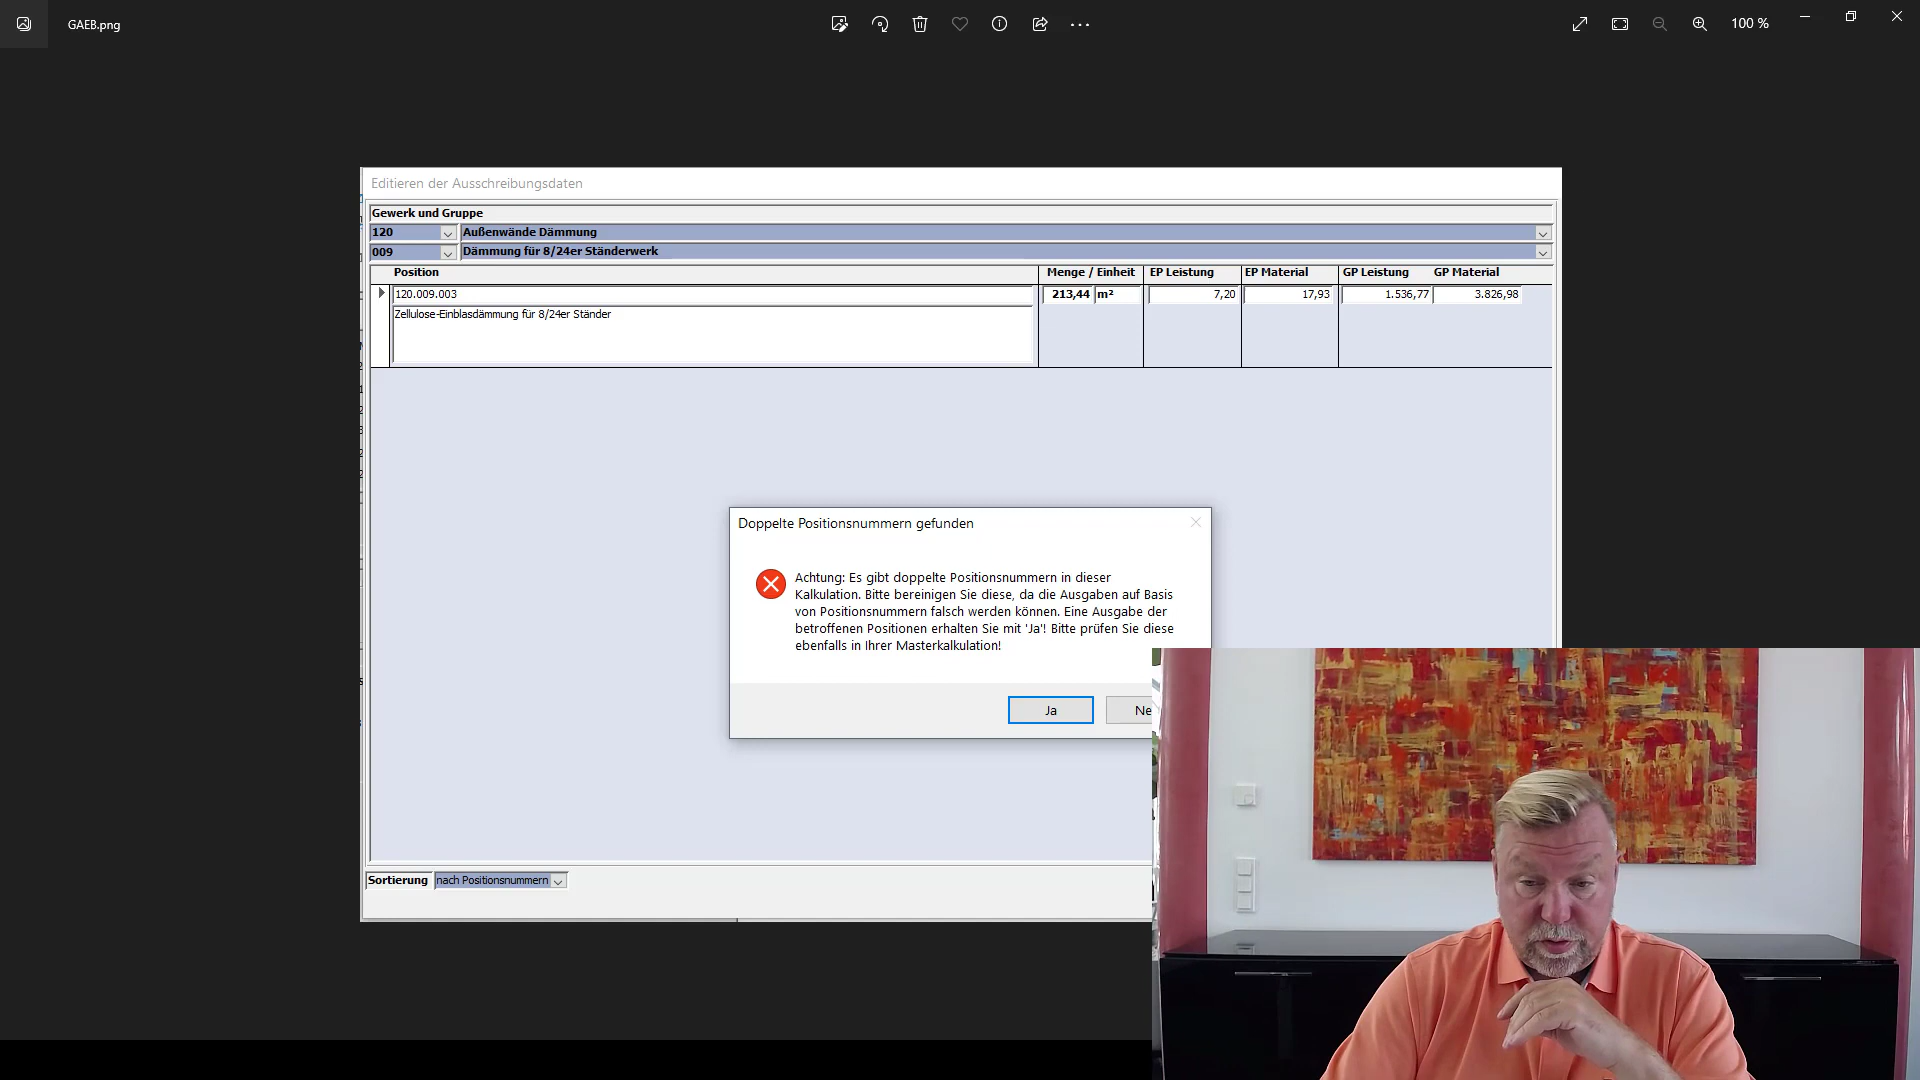 GAEB.png
100 %
Editieren der Ausschreibungsdaten
Gewerk und Gruppe
120 Außenwände Dämmung
009 Dämmung für 8/24er Ständerwerk
Position Menge / Einheit EP Leistung EP Material GP Leistung GP Material
120.009.003 213,44 m² 7,20 17,93 1.536,77 3.826,98
Zellulose-Einblasdämmung für 8/24er Ständer
Doppelte Positionsnummern gefunden
Achtung: Es gibt doppelte Positionsnummern in dieser
Kalkulation. Bitte bereinigen Sie diese, da die Ausgaben auf Basis
von Positionsnummern falsch werden können. Eine Ausgabe der
betroffenen Positionen erhalten Sie mit 'Ja'! Bitte prüfen Sie diese
ebenfalls in Ihrer Masterkalkulation!
Ja Ne
Sortierung nach Positionsnummern